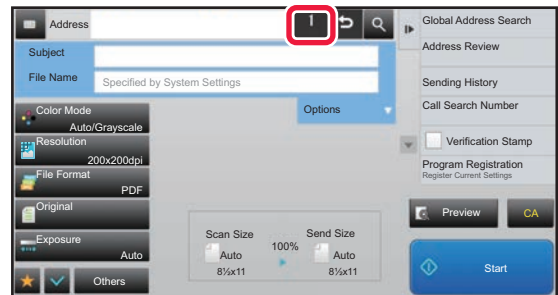 Address
1
Global Address Search
Address Review
Subject
File Name
Specified by System Settings
Sending History
Options
Call Search Number
Color Mode
Auto/Grayscale
Resolution
200x200dpi
Verification Stamp
Program Registration
Register Current Settings
File Format
PDF
Original
Preview
CA
Scan Size
100%
Send Size
Exposure
Auto
Auto
8½x11
Auto
8½x11
Others
Start